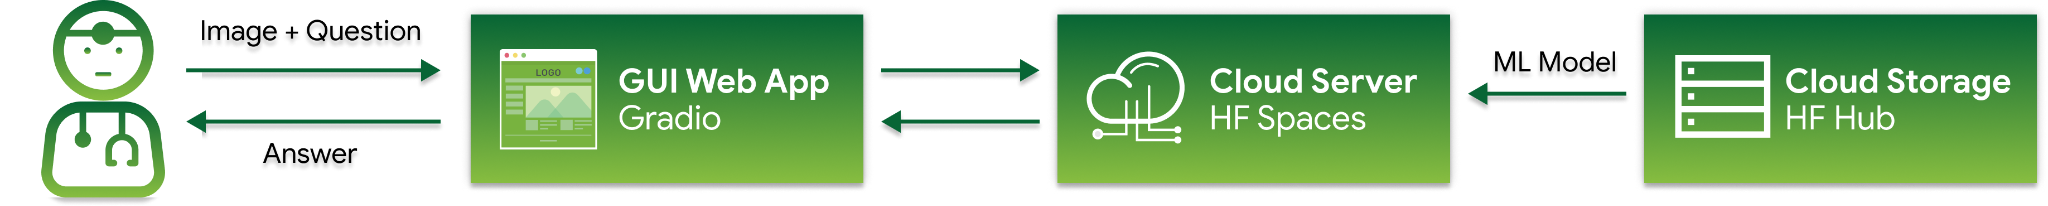 Image + Question
Answer
LOGO
GUI Web App
Gradio
Cloud Server
HF Spaces
ML Model
Cloud Storage
HF Hub